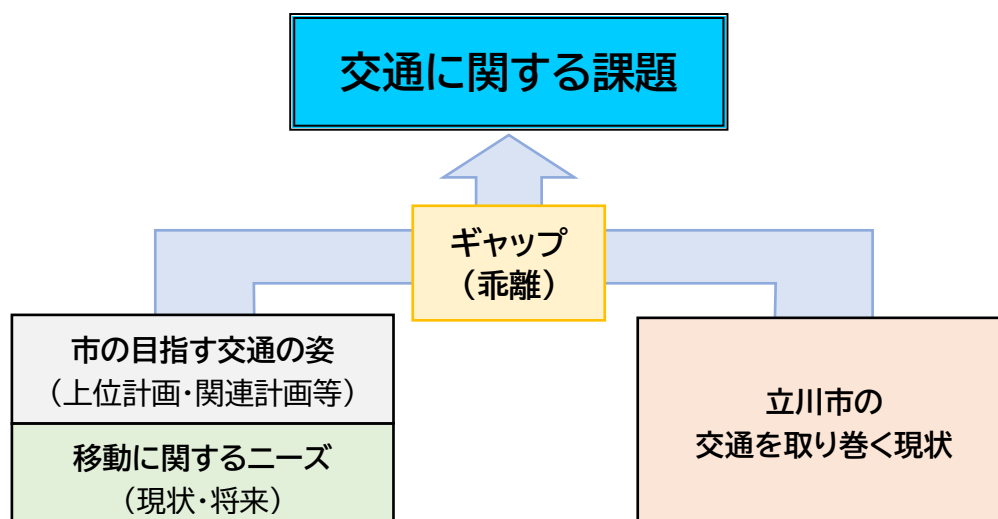 交通に関する課題
ギャップ
（乖離）
市の目指す交通の姿
（上位計画・関連計画等）
移動に関するニーズ
（現状・将来）
立川市の
交通を取り巻く現状